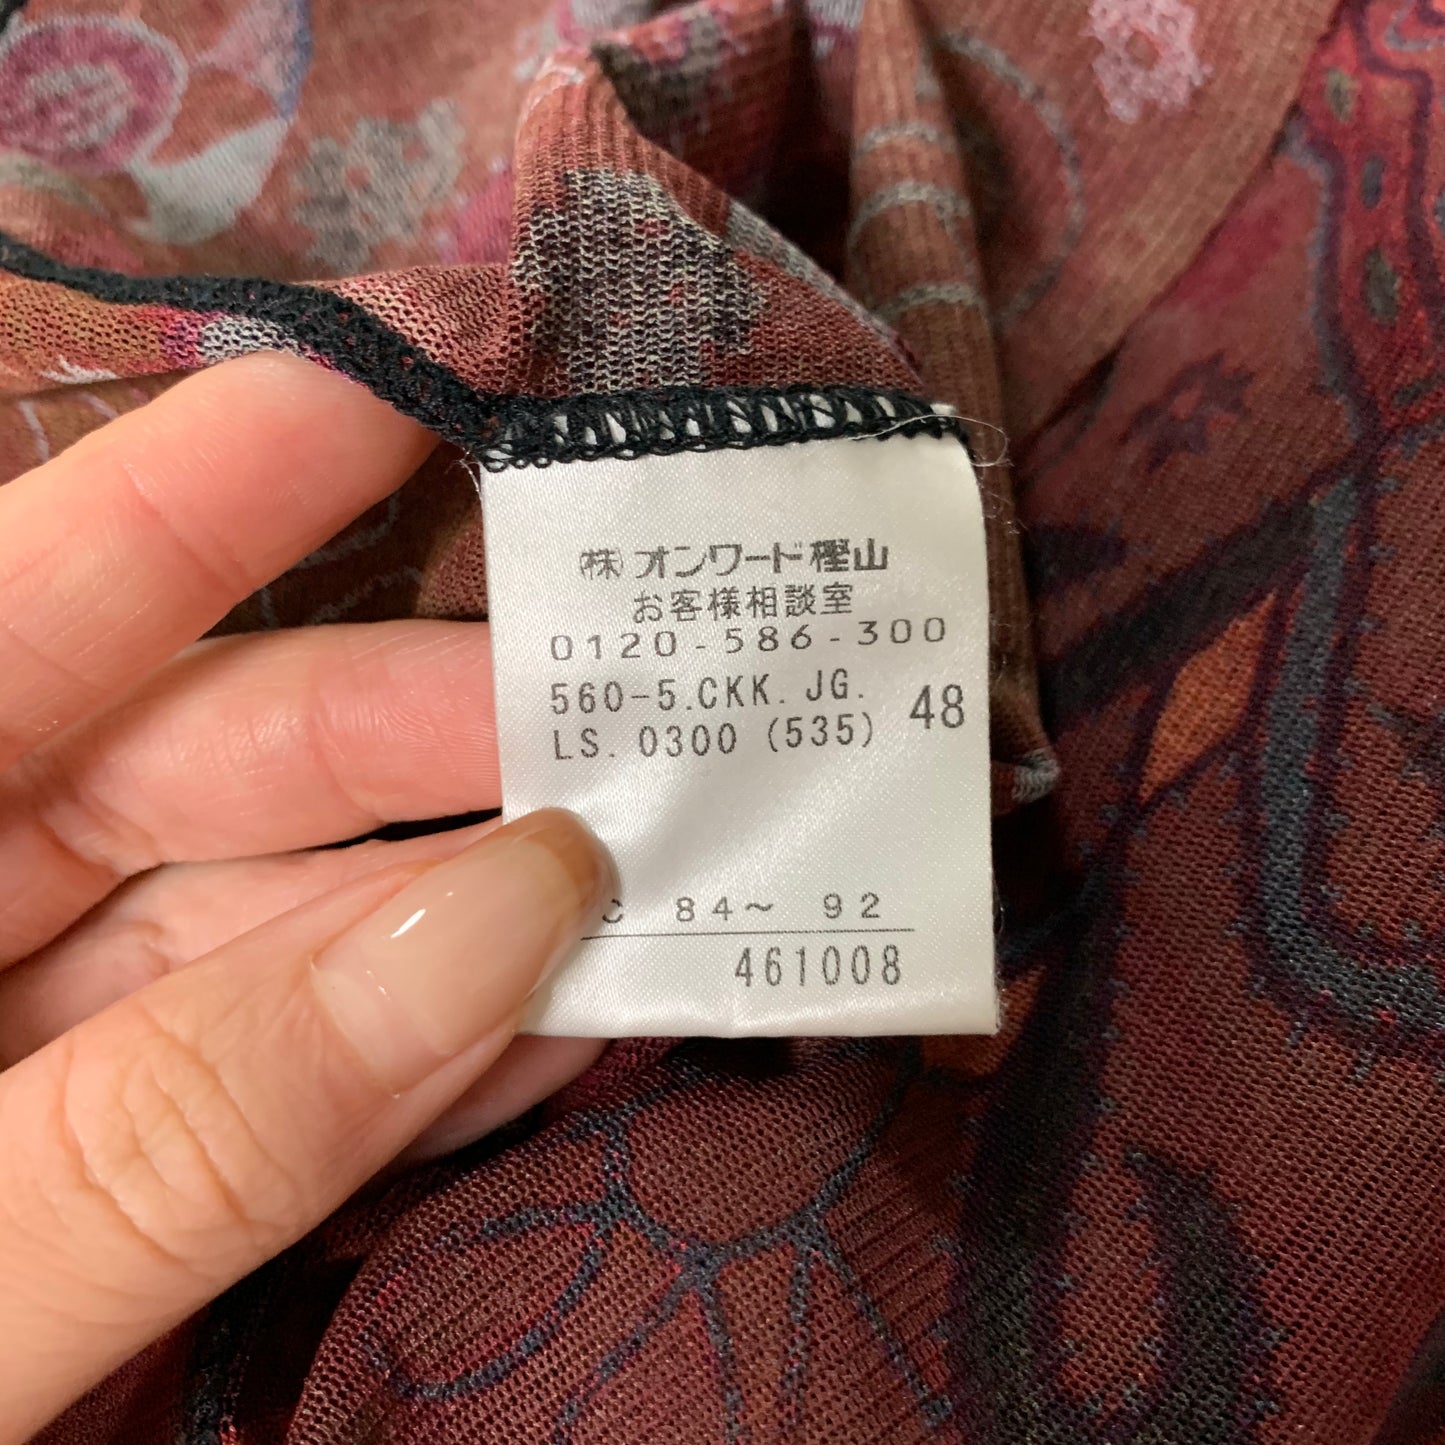 ㈱オンワード樫山
お客様相談室
0120-586-300
560-5.CKK. JG. 48
LS. 0300 (535)
84～ 92
461008